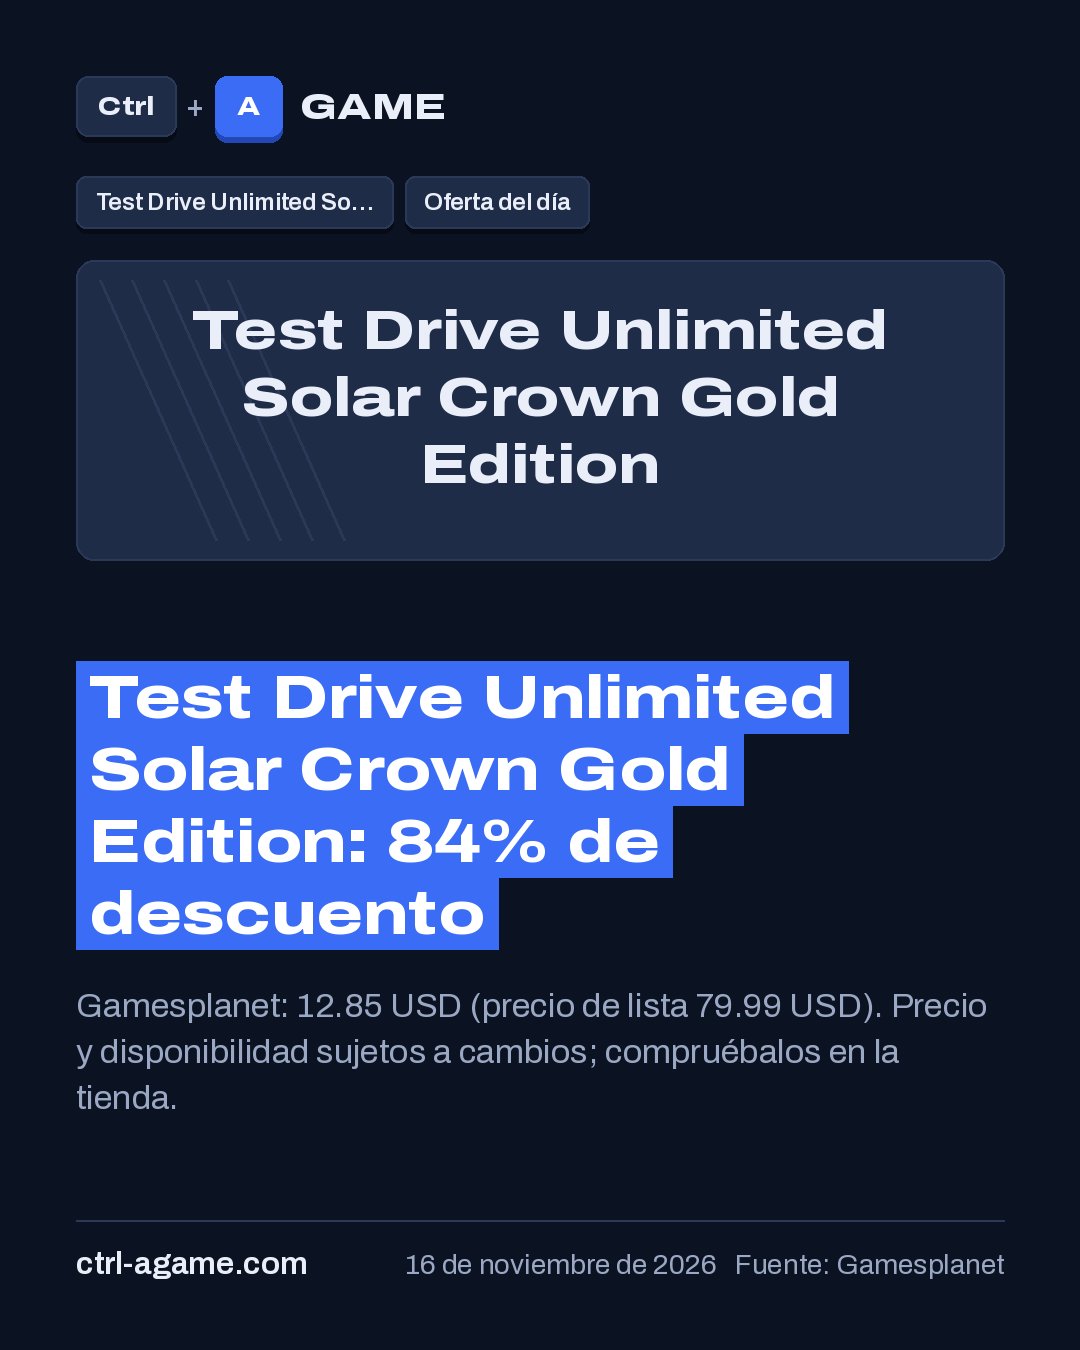 Ctrl + A GAME
Test Drive Unlimited So... Oferta del día
Test Drive Unlimited
Solar Crown Gold
Edition
Test Drive Unlimited
Solar Crown Gold
Edition: 84% de
descuento
Gamesplanet: 12.85 USD (precio de lista 79.99 USD). Precio
y disponibilidad sujetos a cambios; compruébalos en la
tienda.
ctrl-agame.com 16 de noviembre de 2026 Fuente: Gamesplanet